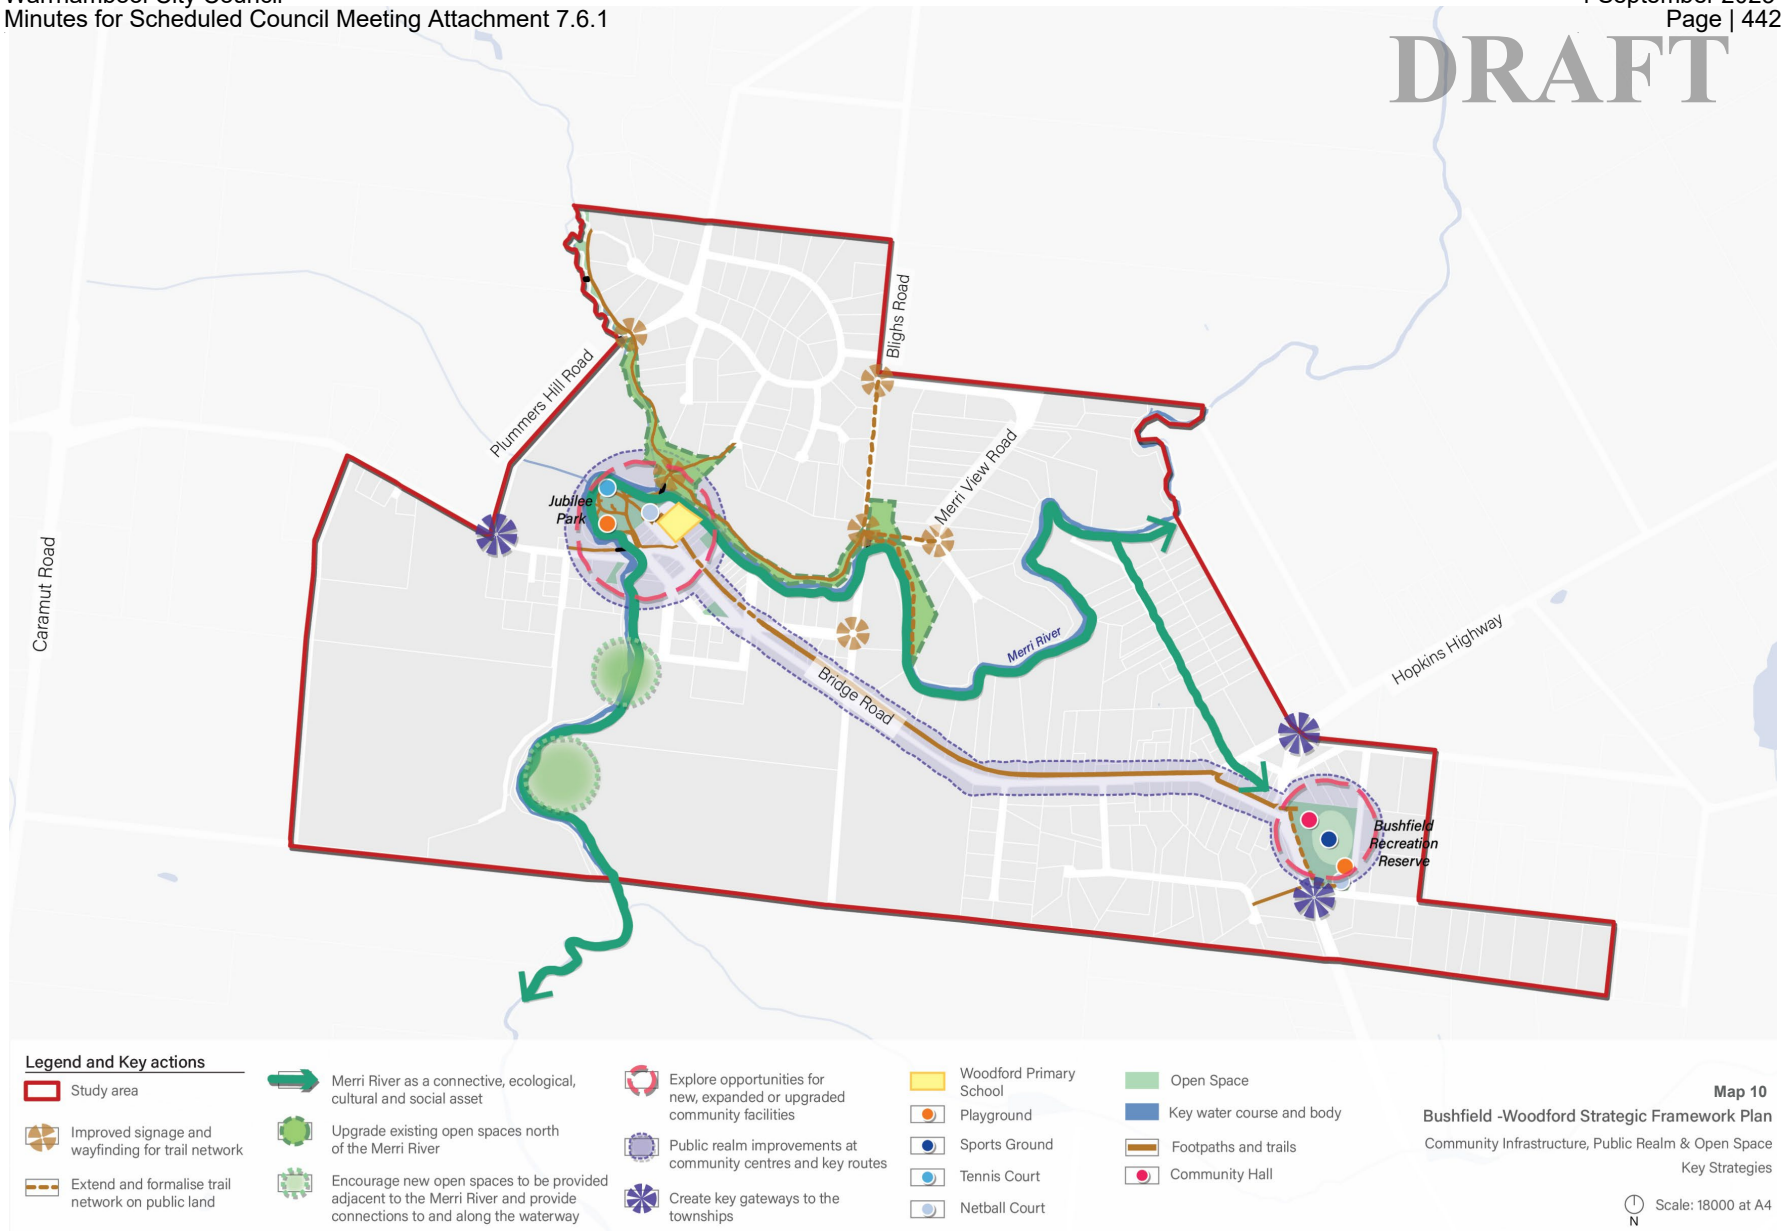 Warrnambool City Council
Minutes for Scheduled Council Meeting Attachment 7.6.1
Page | 442
DRAFT
Blighs Road
Plummers Hill Road
Merri View Road
Jubilee
Park
Caramut Road
Merri River
Hopkins Highway
Bridge Road
Bushfield
Recreation
Reserve
Legend and Key actions
Study area
Improved signage and
wayfinding for trail network
Extend and formalise trail
network on public land
Merri River as a connective, ecological,
cultural and social asset
Upgrade existing open spaces north
of the Merri River
Encourage new open spaces to be provided
adjacent to the Merri River and provide
connections to and along the waterway
Explore opportunities for
new, expanded or upgraded
community facilities
Public realm improvements at
community centres and key routes
Create key gateways to the
townships
Woodford Primary
School
Playground
Sports Ground
Tennis Court
Netball Court
Open Space
Key water course and body
Footpaths and trails
Community Hall
Map 10
Bushfield -Woodford Strategic Framework Plan
Community Infrastructure, Public Realm & Open Space
Key Strategies
N
Scale: 18000 at A4